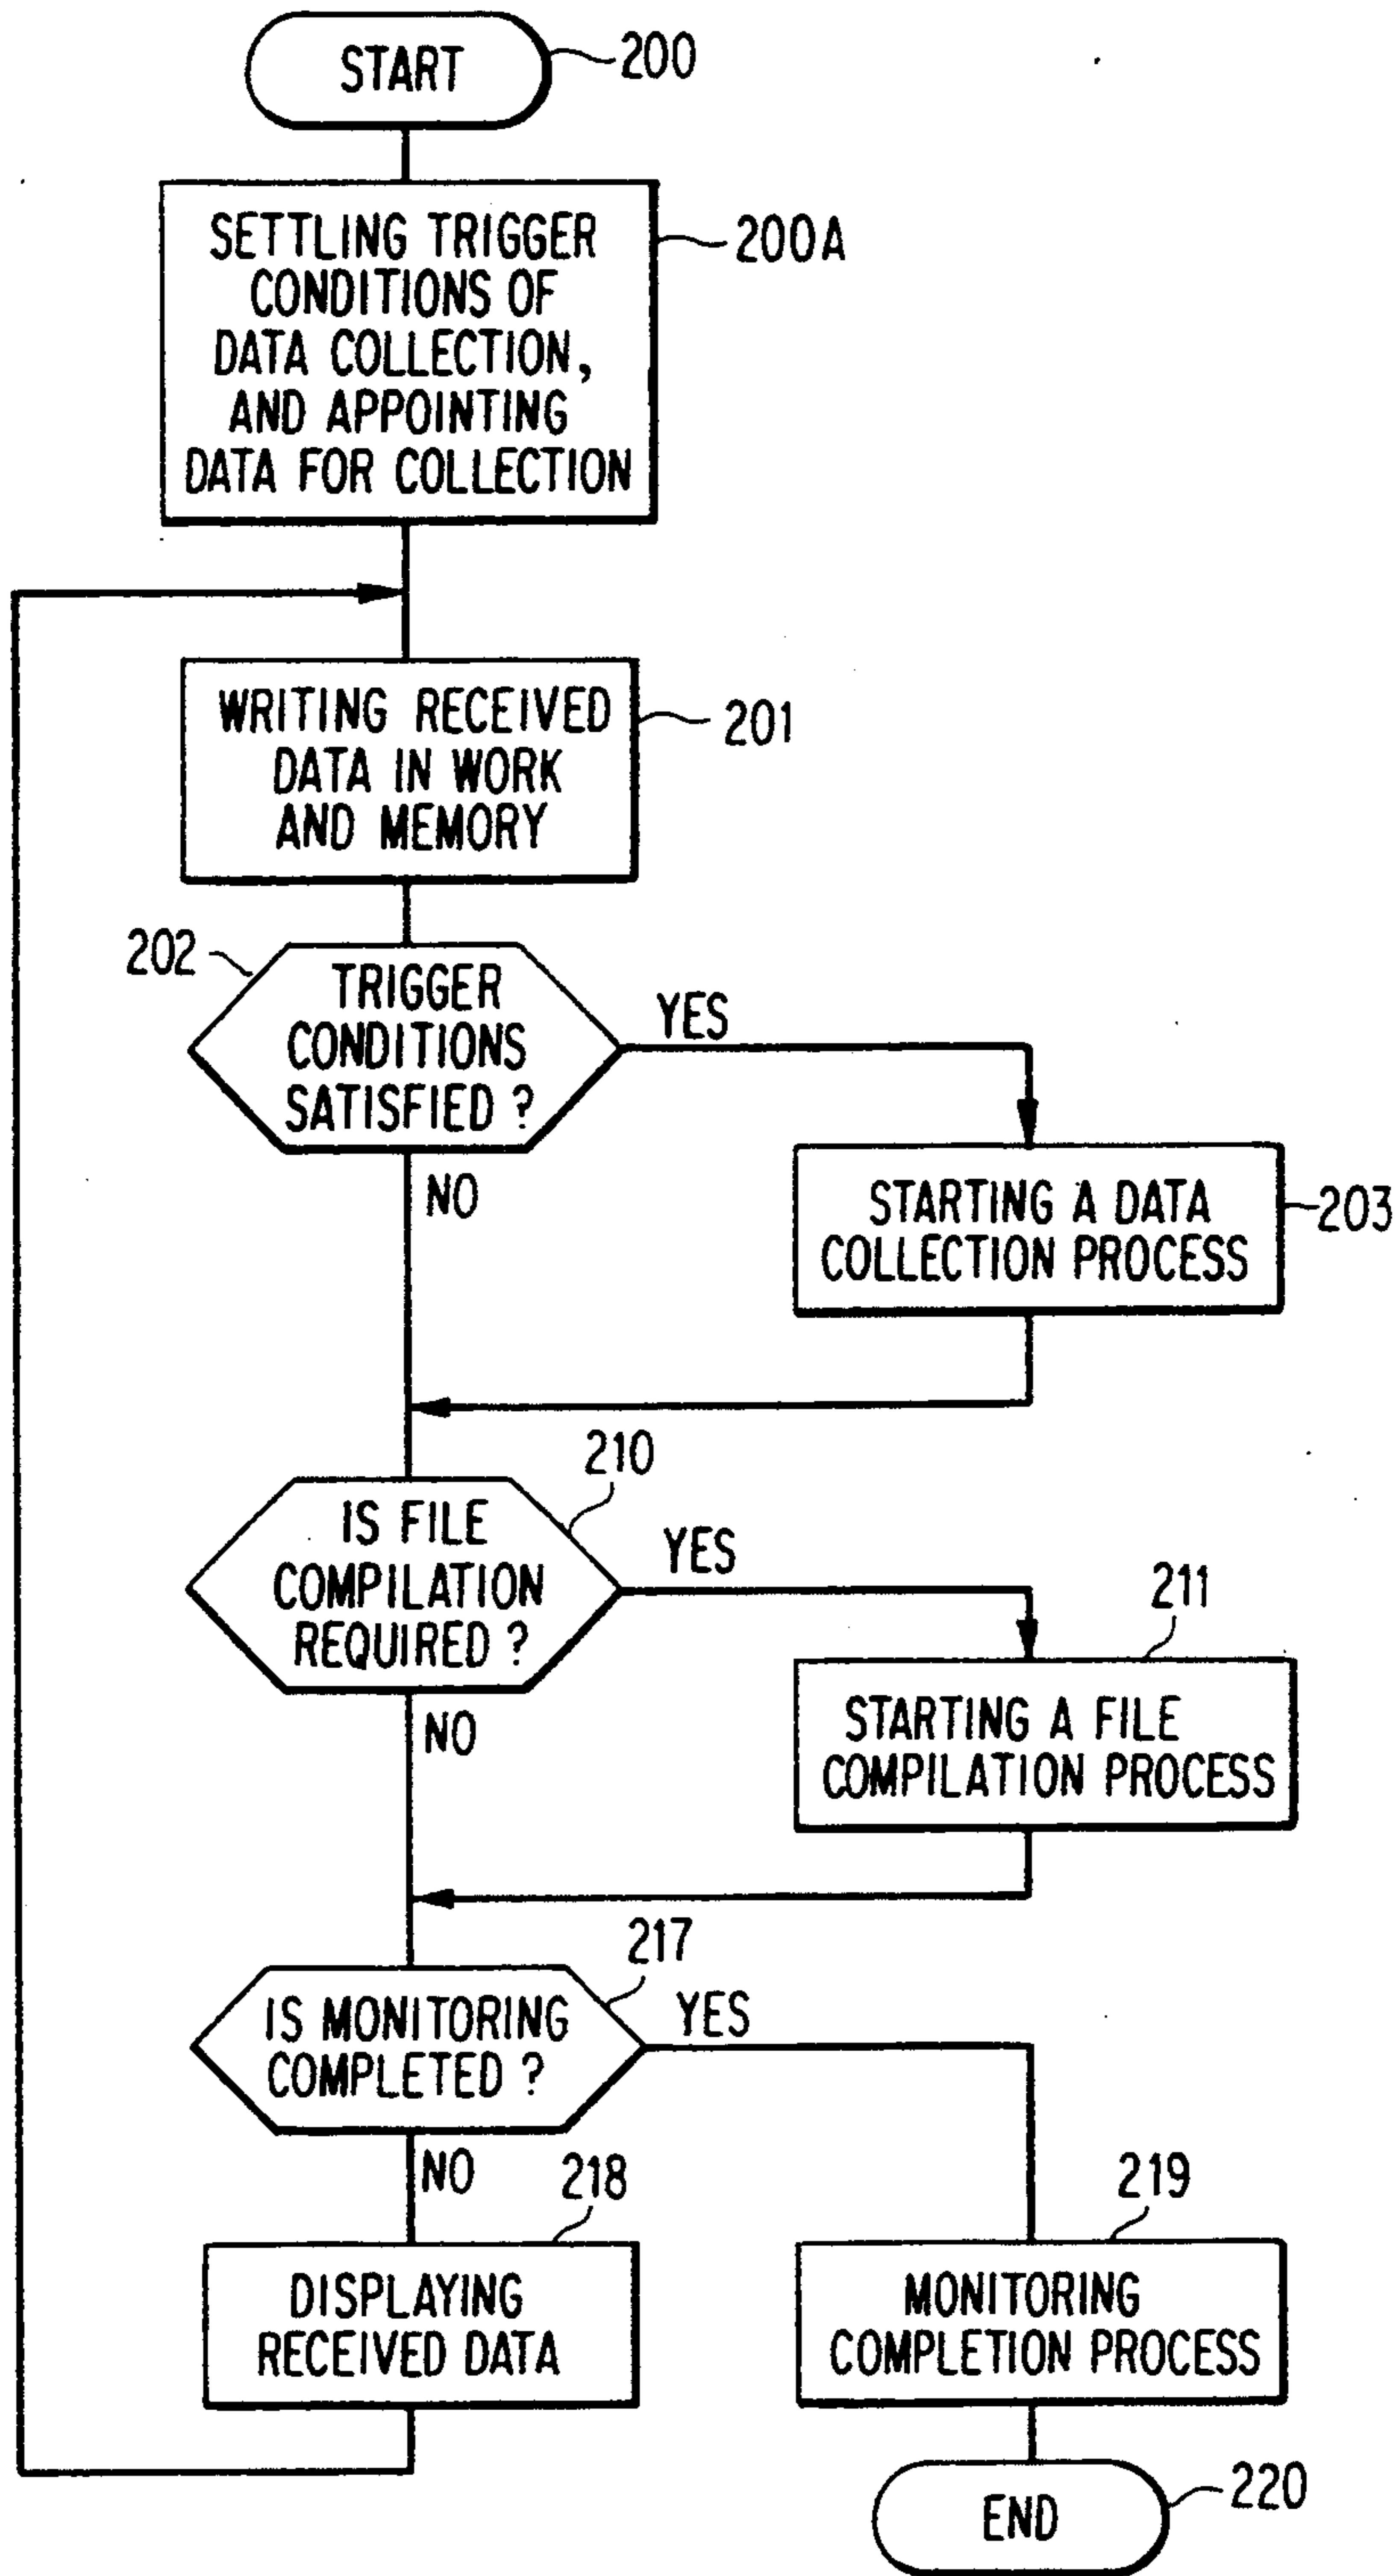 START
200
SETTLING TRIGGER
CONDITIONS OF
DATA COLLECTION,
AND APPOINTING
DATA FOR COLLECTION
200A
WRITING RECEIVED
DATA IN WORK
AND MEMORY
201
202
TRIGGER
CONDITIONS
SATISFIED ?
YES
NO
STARTING A DATA
COLLECTION PROCESS
203
210
IS FILE
COMPILATION
REQUIRED ?
YES
NO
211
STARTING A FILE
COMPILATION PROCESS
217
IS MONITORING
COMPLETED ?
YES
NO
218
DISPLAYING
RECEIVED DATA
219
MONITORING
COMPLETION PROCESS
END
220